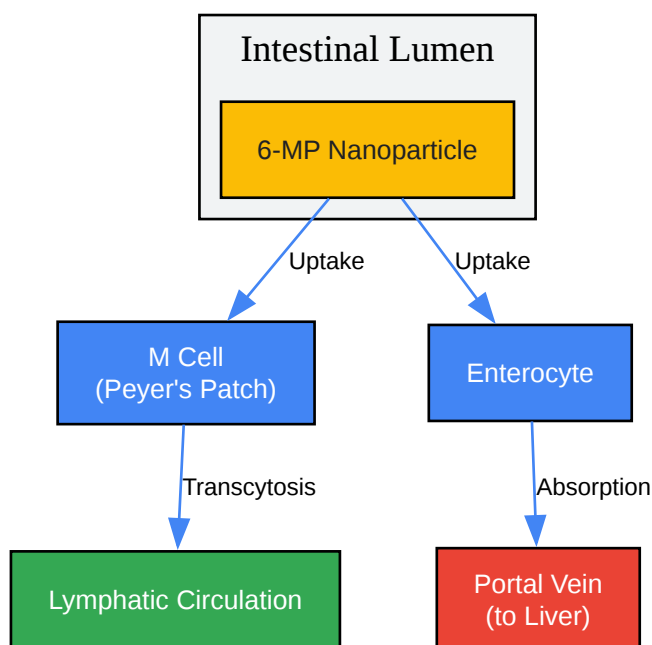 Intestinal Lumen
6-MP Nanoparticle
Uptake
Uptake
M Cell
(Peyer's Patch)
Enterocyte
Transcytosis
Absorption
Lymphatic Circulation
Portal Vein
(to Liver)